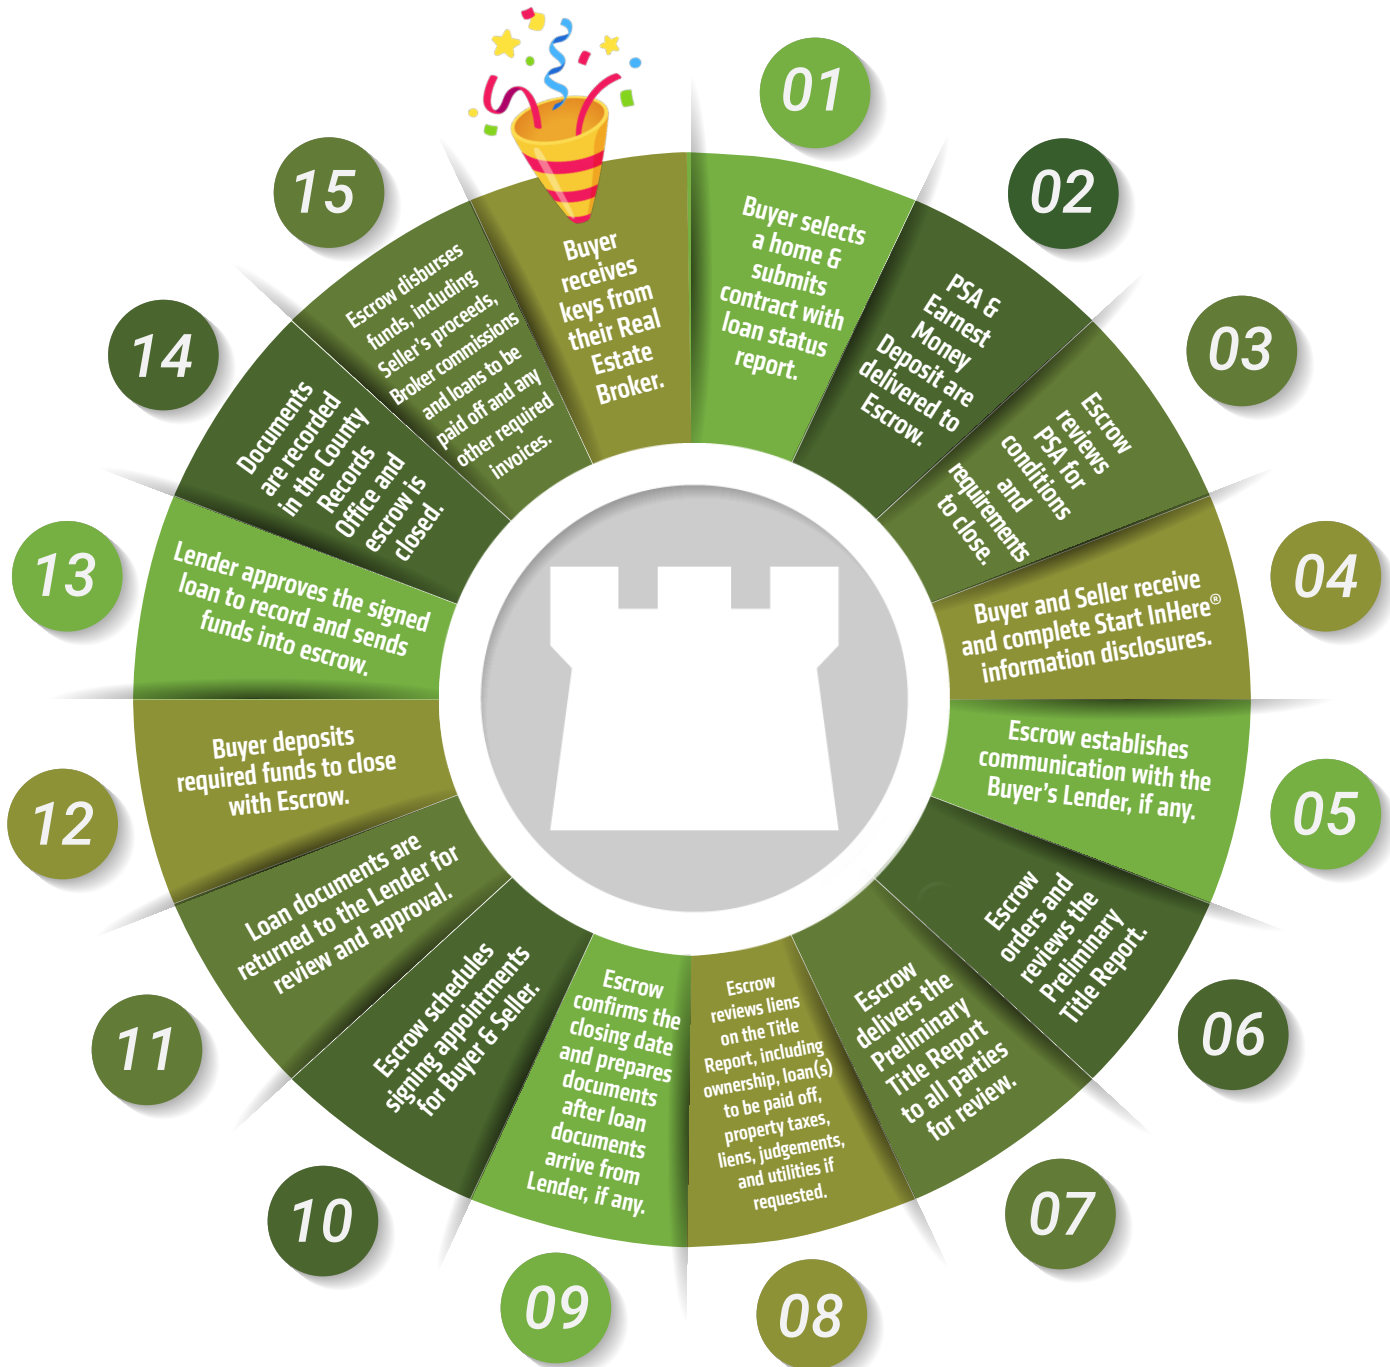 01
Buyer selects
a home &
submits
contract with
loan status
report.
02
PSA &
Earnest
Money
Deposit are
delivered to
Escrow.
03
Escrow
reviews
PSA for
conditions
and
requirements
to close.
04
Buyer and Seller receive
and complete Start InHere®
information disclosures.
05
Escrow establishes
communication with the
Buyer's Lender, if any.
06
Escrow
orders and
reviews the
Preliminary
Title Report.
07
Escrow
delivers the
Preliminary
Title Report
to all parties
for review.
08
Escrow
reviews liens
on the Title
Report, including
ownership, loan(s)
to be paid off,
property taxes,
liens, judgements,
and utilities if
requested.
09
Escrow
confirms the
closing date
and prepares
documents
after loan
documents
arrive from
Lender, if any.
10
Escrow schedules
signing appointments
for Buyer & Seller.
11
Loan documents are
returned to the Lender for
review and approval.
12
Buyer deposits
required funds to close
with Escrow.
13
Lender approves the signed
loan to record and sends
funds into escrow.
14
Documents
are recorded
in the County
Records
Office and
escrow is
closed.
15
Escrow disburses
funds, including
Seller's proceeds,
Broker commissions
and loans to be
paid off and any
other required
invoices.
Buyer
receives
keys from
their Real
Estate
Broker.